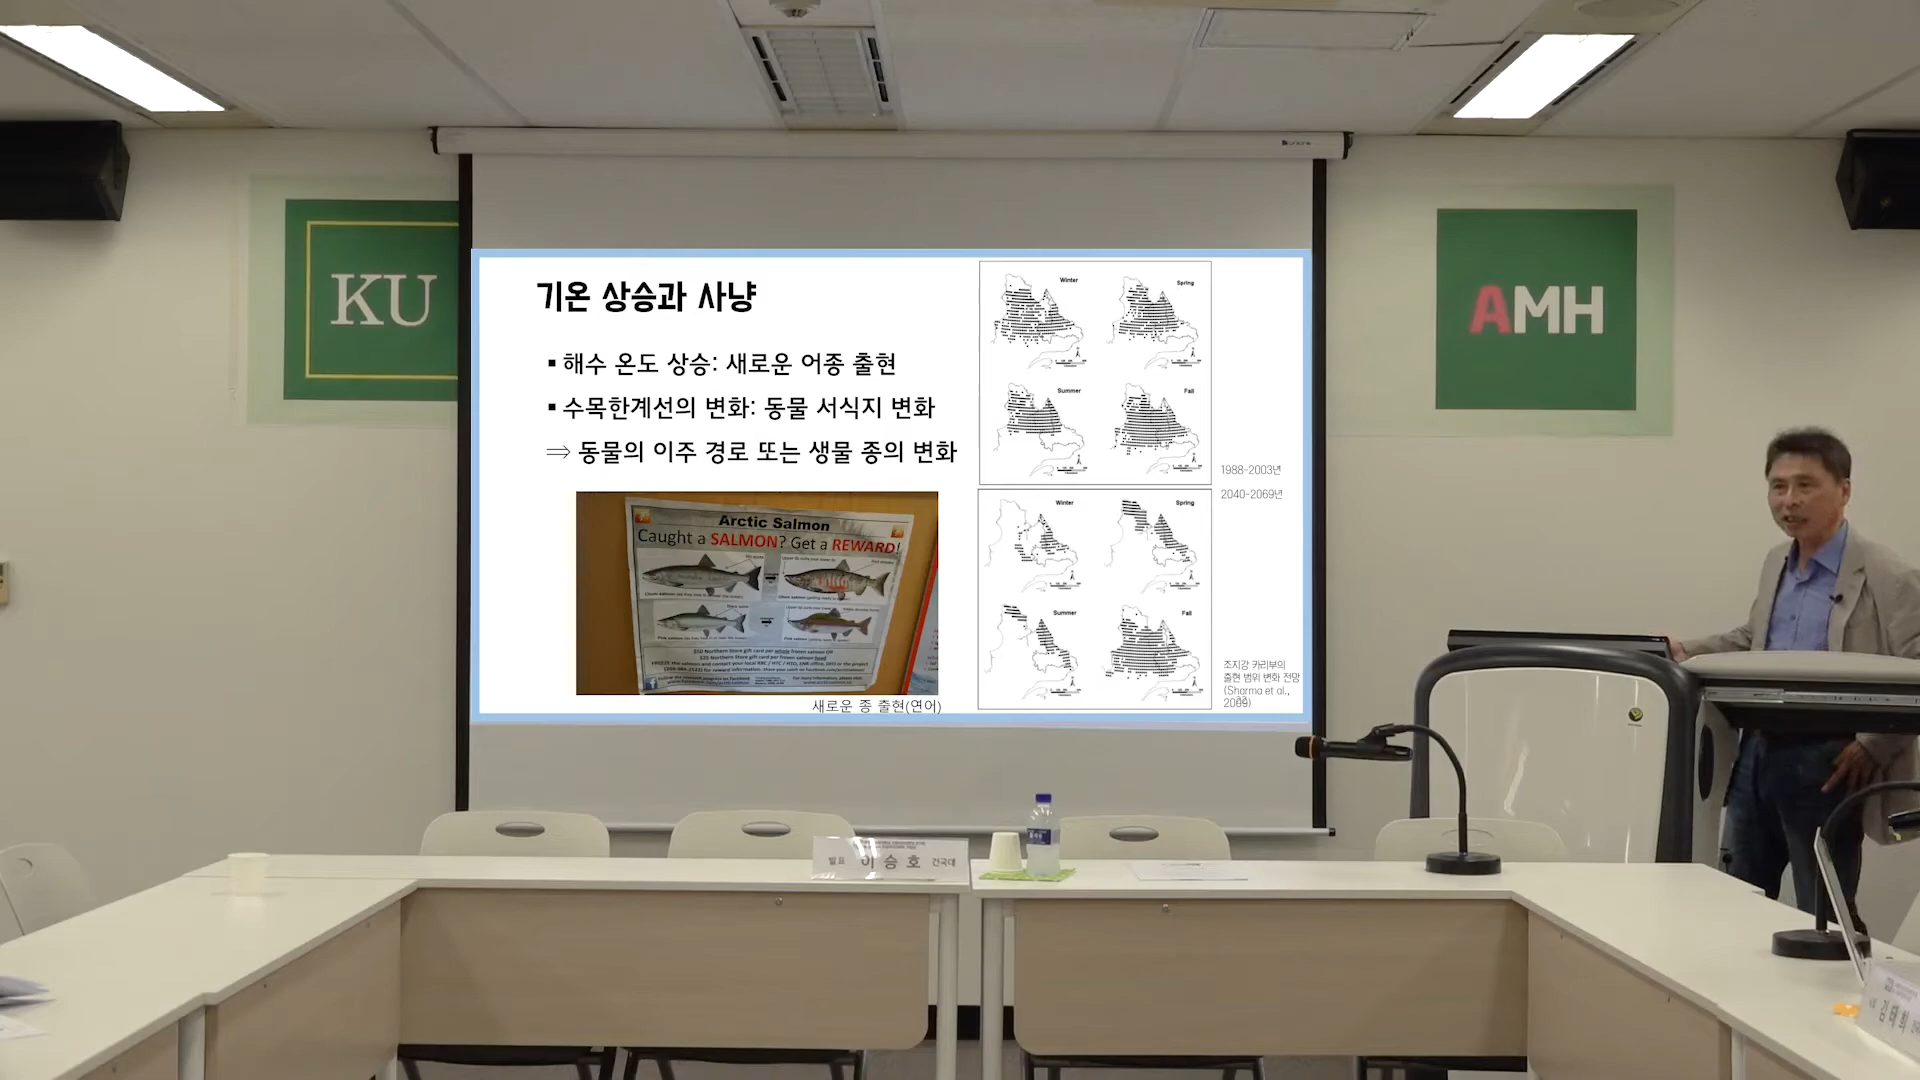 KU
AMH
기온 상승과 사냥
▪ 해수 온도 상승: 새로운 어종 출현
▪ 수목한계선의 변화: 동물 서식지 변화
⇒ 동물의 이주 경로 또는 생물 종의 변화
Arctic Salmon
Caught a SALMON? Get a REWARD!
새로운 종 출현(연어)
Winter
Spring
Summer
Fall
1988-2003년
2040-2069년
Winter
Spring
Summer
Fall
조지강 카리부의
출현 범위 변화 전망
(Sharma et al.,
2009)
발표 이승호 건국대